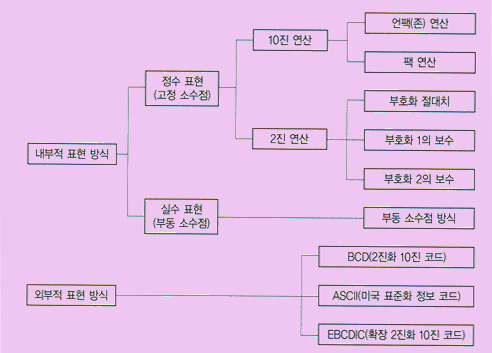 언팩(존) 연산
10진 연산
팩 연산
정수 표현
(고정 소수점)
부호화 절대치
2진 연산
부호화 1의 보수
내부적 표현 방식
부호화 2의 보수
실수 표현
(부동 소수점)
부동 소수점 방식
BCD(2진화 10진 코드)
외부적 표현 방식
ASCII(미국 표준화 정보 코드)
EBCDIC(확장 2진화 10진 코드)